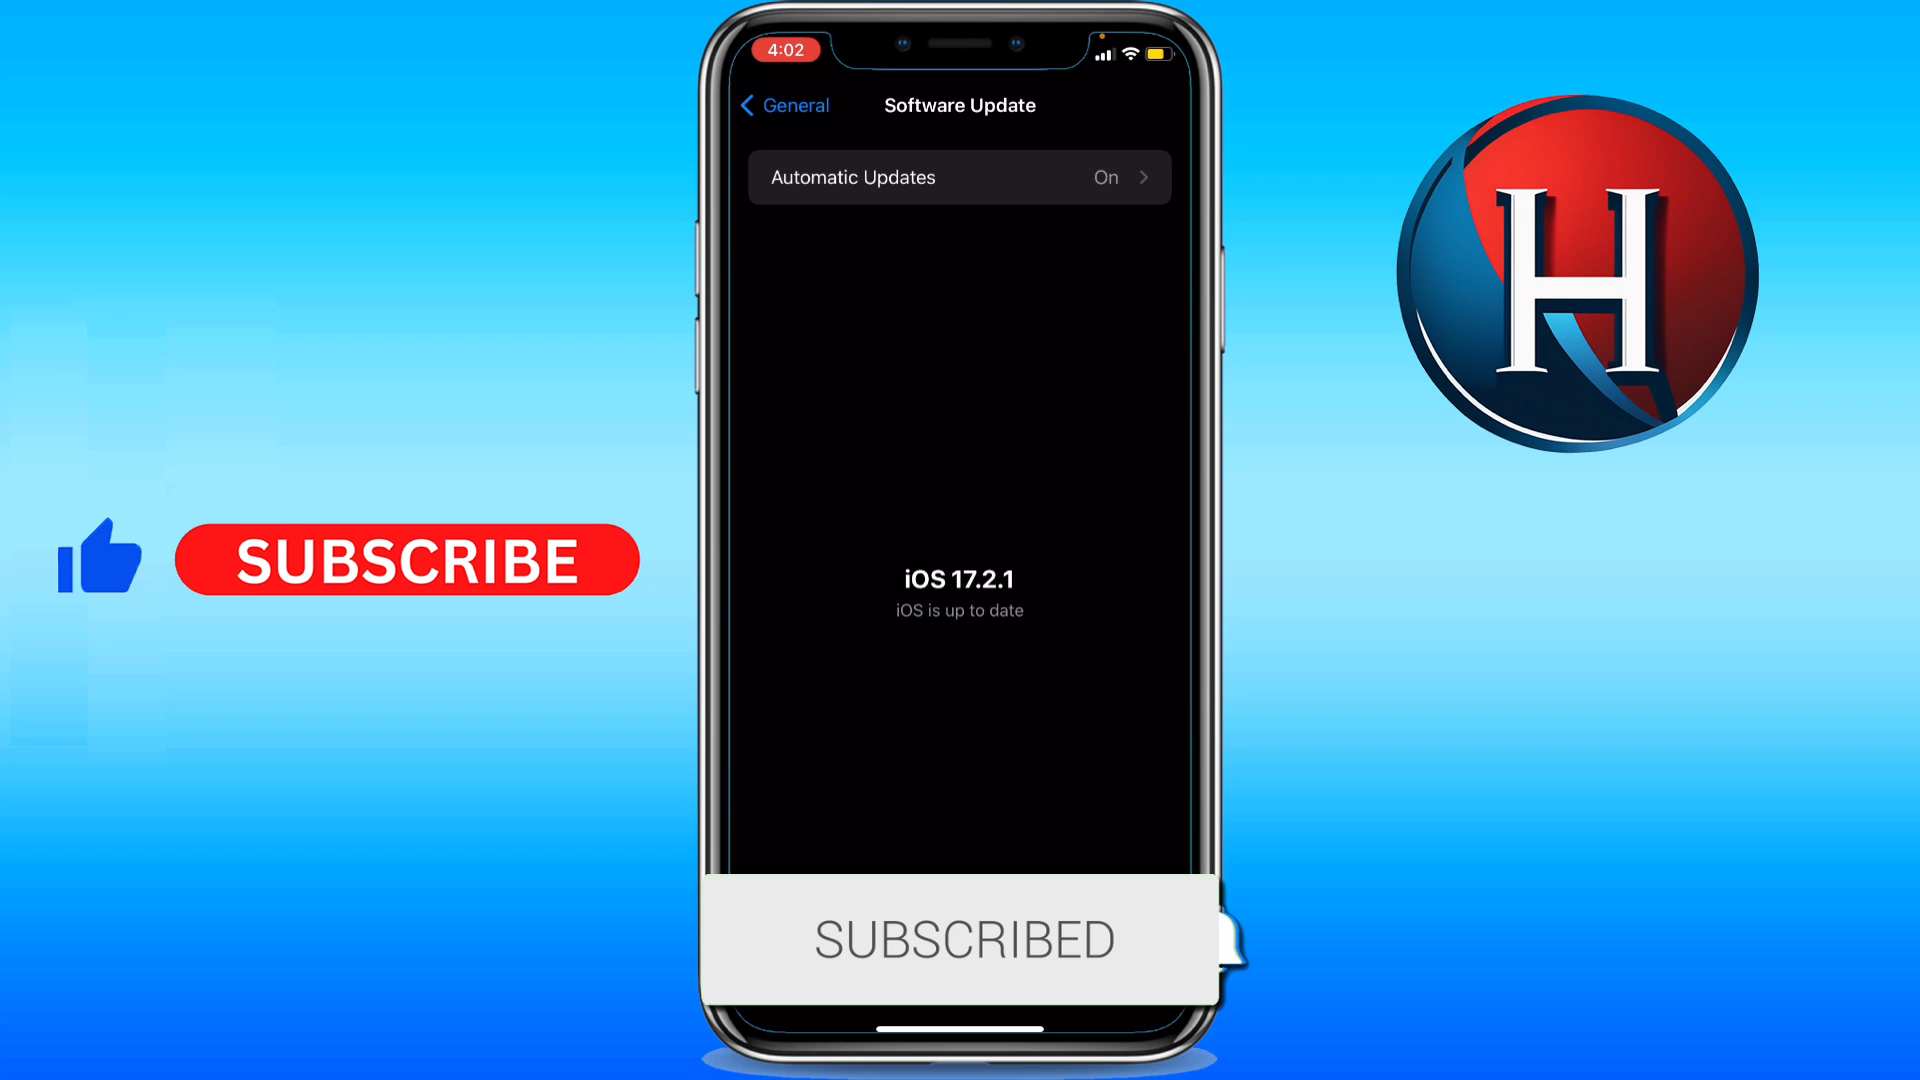 4:02
General
Software Update
Automatic Updates
On
H
SUBSCRIBE
iOS 17.2.1
iOS is up to date
SUBSCRIBED